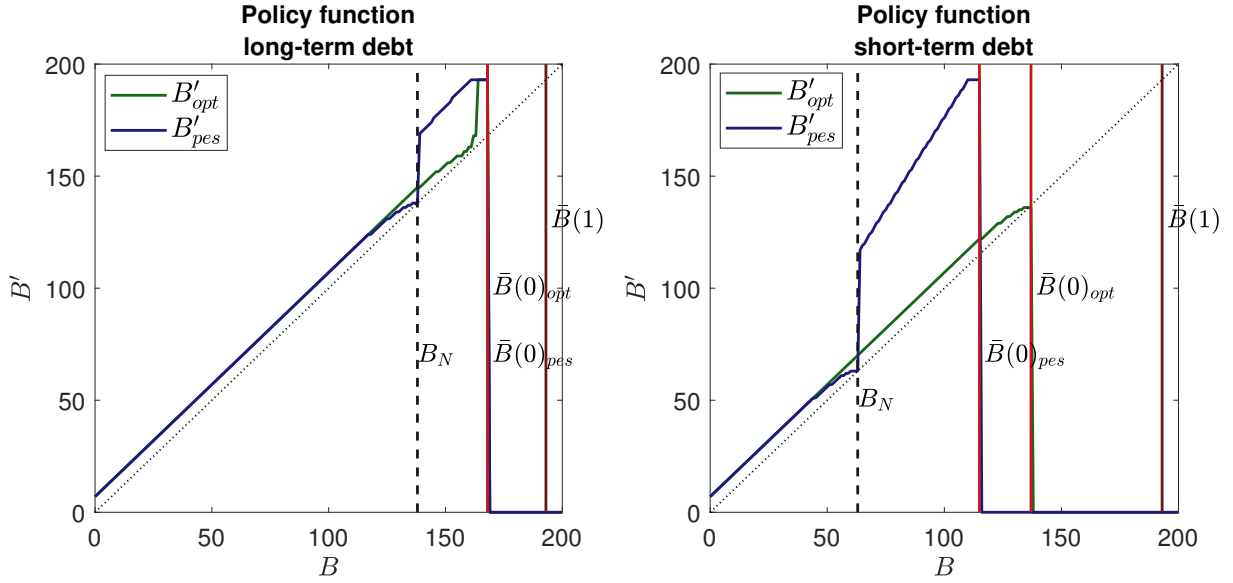 Policy function
long-term debt
B'opt
B'pes
200
150
100
50
0
B'
B̄(1)
B̄(0)opt
B̄(0)pes
B_N
0
50
100
150
200
B
Policy function
short-term debt
B'opt
B'pes
200
150
100
50
0
B'
B̄(1)
B̄(0)opt
B̄(0)pes
B_N
0
50
100
150
200
B